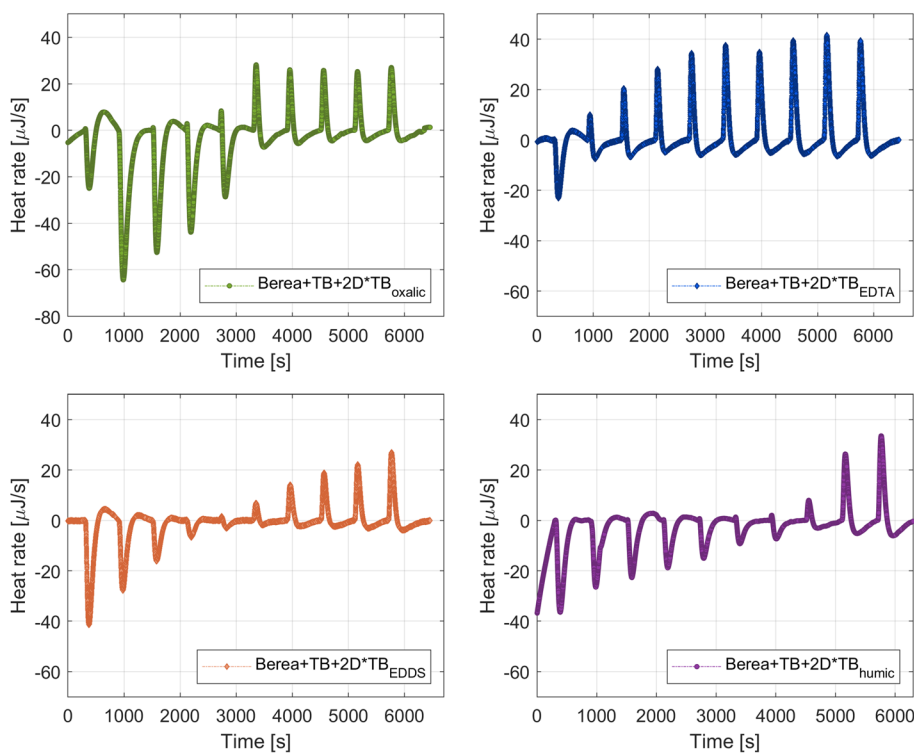 40
20
0
-20
-40
-60
-80
Heat rate [μJ/s]
0 1000 2000 3000 4000 5000 6000
Time [s]
Berea+TB+2D*TBoxalic
40
20
0
-20
-40
-60
Heat rate [μJ/s]
0 1000 2000 3000 4000 5000 6000
Time [s]
Berea+TB+2D*TBEDTA
40
20
0
-20
-40
-60
Heat rate [μJ/s]
0 1000 2000 3000 4000 5000 6000
Time [s]
Berea+TB+2D*TBEDDS
40
20
0
-20
-40
-60
Heat rate [μJ/s]
0 1000 2000 3000 4000 5000 6000
Time [s]
Berea+TB+2D*TBhumic